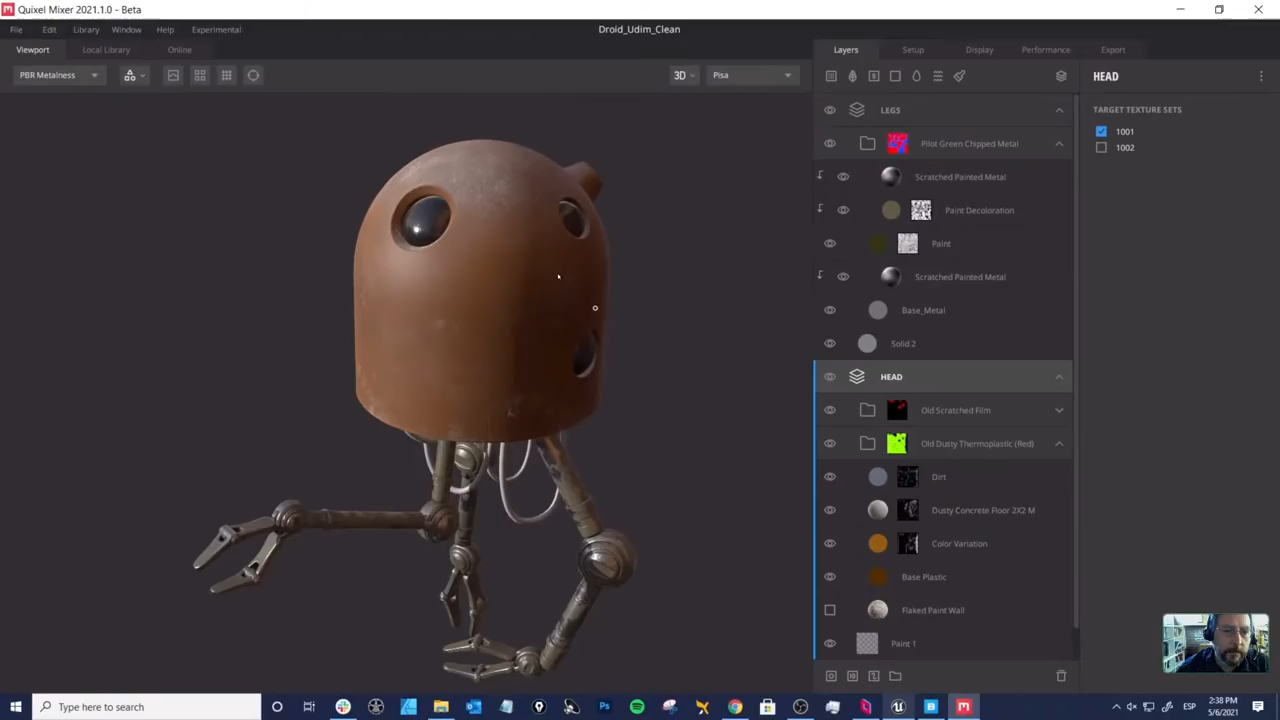 Quixel Mixer 2021.1.0 - Beta
File Edit Library Window Help Experimental
Droid_Udim_Clean
Viewport Local Library Online
Layers Setup Display Performance Export
PBR Metalness
3D
Pisa
HEAD
TARGET TEXTURE SETS
1001
1002
LEGS
Pilot Green Chipped Metal
Scratched Painted Metal
Paint Decoloration
Paint
Scratched Painted Metal
Base_Metal
Solid 2
HEAD
Old Scratched Film
Old Dusty Thermoplastic (Red)
Dirt
Dusty Concrete Floor 2X2 M
Color Variation
Base Plastic
Flaked Paint Wall
Paint 1
Type here to search
ESP
2:38 PM
5/6/2021